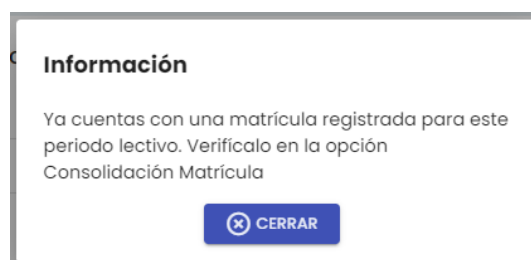 Información
Ya cuentas con una matrícula registrada para este
periodo lectivo. Verifícalo en la opción
Consolidación Matrícula
CERRAR